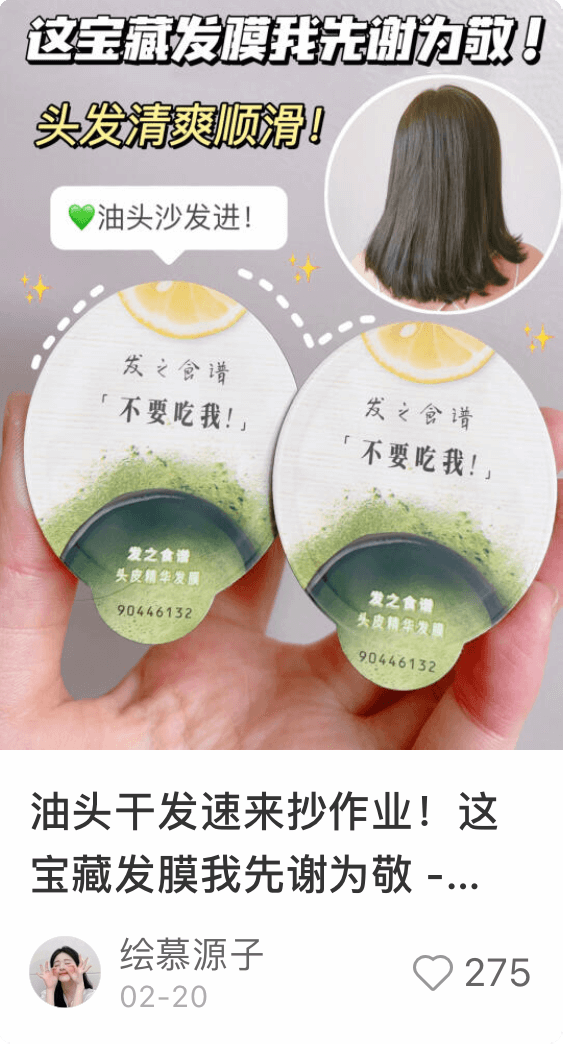 这宝藏发膜我先谢为敬！
头发清爽顺滑！
💚油头沙发进！
发之食谱
「不要吃我！」
发之食谱
头皮精华发膜
90446132
发之食谱
「不要吃我！」
发之食谱
头皮精华发膜
90446132
油头干发速来抄作业！这
宝藏发膜我先谢为敬 -...
绘慕源子
02-20
275